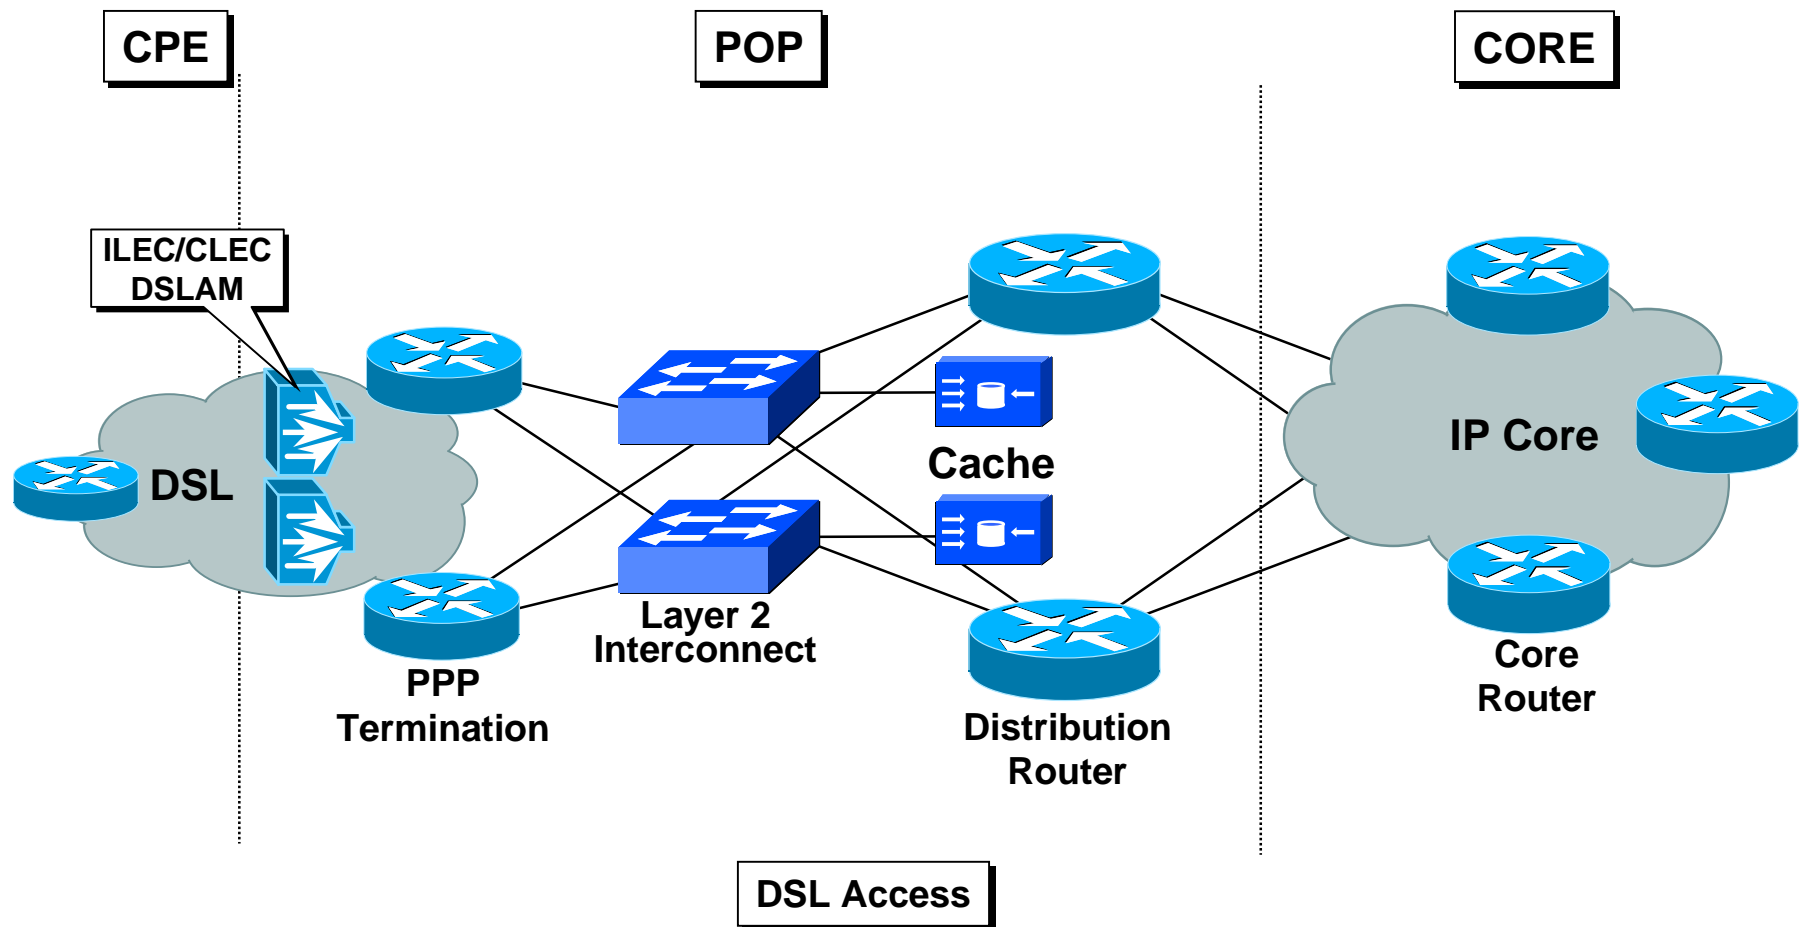 CPE
POP
CORE
ILEC/CLEC
DSLAM
DSL
Cache
IP Core
Layer 2
Interconnect
PPP
Termination
Distribution
Router
Core
Router
DSL Access